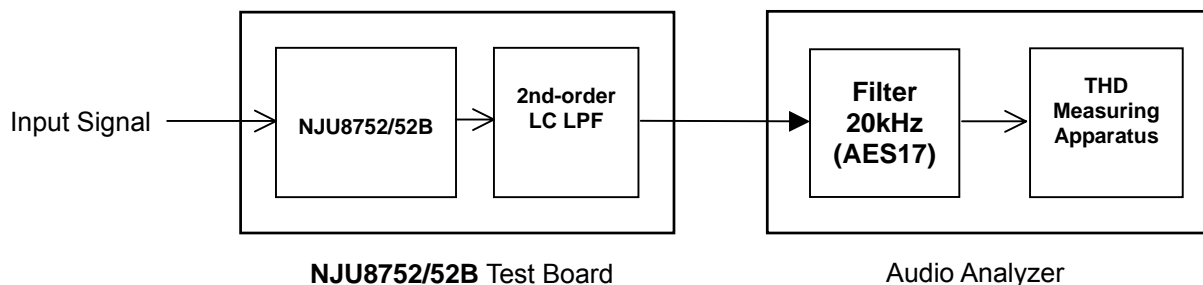 Input Signal
NJU8752/52B
2nd-order
LC LPF
Filter
20kHz
(AES17)
THD
Measuring
Apparatus
NJU8752/52B Test Board
Audio Analyzer